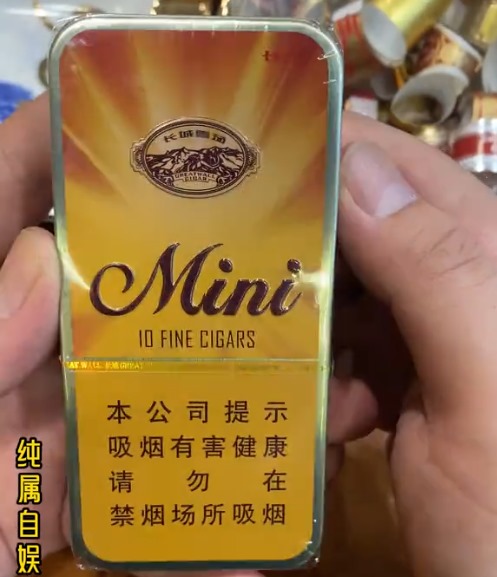 长城雪茄
GREATWALL
CIGAR
Mini
10 FINE CIGARS
本公司提示
吸烟有害健康
请勿在
禁烟场所吸烟
纯属自娱